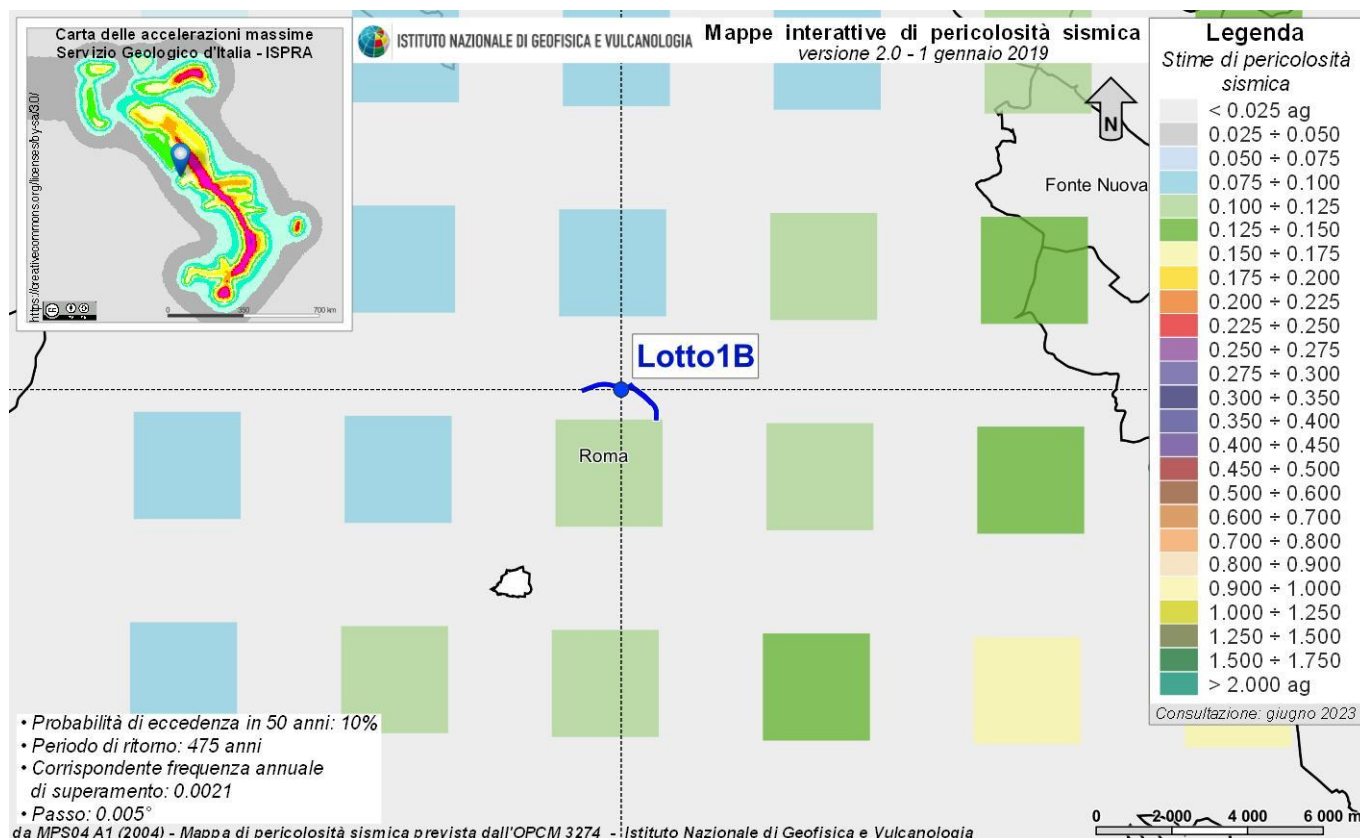 Carta delle accelerazioni massime
Servizio Geologico d'Italia - ISPRA
https://creativecommons.org/licensesby-sa/3.0/
0 350 700 km
ISTITUTO NAZIONALE DI GEOFISICA E VULCANOLOGIA
Mappe interattive di pericolosità sismica
versione 2.0 - 1 gennaio 2019
N
Fonte Nuova
Lotto1B
Roma
Legenda
Stime di pericolosità
sismica
< 0.025 ag
0.025 ÷ 0.050
0.050 ÷ 0.075
0.075 ÷ 0.100
0.100 ÷ 0.125
0.125 ÷ 0.150
0.150 ÷ 0.175
0.175 ÷ 0.200
0.200 ÷ 0.225
0.225 ÷ 0.250
0.250 ÷ 0.275
0.275 ÷ 0.300
0.300 ÷ 0.350
0.350 ÷ 0.400
0.400 ÷ 0.450
0.450 ÷ 0.500
0.500 ÷ 0.600
0.600 ÷ 0.700
0.700 ÷ 0.800
0.800 ÷ 0.900
0.900 ÷ 1.000
1.000 ÷ 1.250
1.250 ÷ 1.500
1.500 ÷ 1.750
> 2.000 ag
Consultazione: giugno 2023
• Probabilità di eccedenza in 50 anni: 10%
• Periodo di ritorno: 475 anni
• Corrispondente frequenza annuale
di superamento: 0.0021
• Passo: 0.005°
da MPS04 A1 (2004) - Mappa di pericolosità sismica prevista dall'OPCM 3274 - Istituto Nazionale di Geofisica e Vulcanologia
0 2 000 4 000 6 000 m